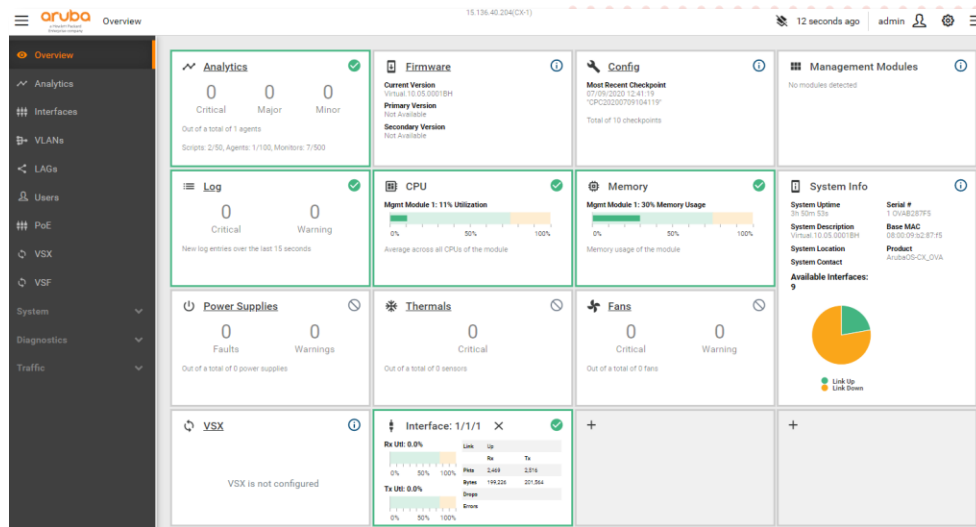 15.136.40.204(CX-1)
aruba
a Hewlett Packard
Enterprise company
Overview
12 seconds ago
admin
Overview
Analytics
Interfaces
VLANs
LAGs
Users
PoE
VSX
VSF
System
Diagnostics
Traffic
Analytics
0 0 0
Critical Major Minor
Out of a total of 1 agents
Scripts: 2/50, Agents: 1/100, Monitors: 7/500
Firmware
Current Version
Virtual.10.05.0001BH
Primary Version
Not Available
Secondary Version
Not Available
Config
Most Recent Checkpoint
07/09/2020 12:41:19
"CPC20200709104119"
Total of 10 checkpoints
Management Modules
No modules detected
Log
0 0
Critical Warning
New log entries over the last 15 seconds
CPU
Mgmt Module 1: 11% Utilization
0% 50% 100%
Average across all CPUs of the module
Memory
Mgmt Module 1: 30% Memory Usage
0% 50% 100%
Memory usage of the module
System Info
System Uptime
3h 50m 53s
Serial #
1 OVAB287F5
System Description
Virtual.10.05.0001BH
Base MAC
08:00:09:b2:87:f5
System Location
Product
ArubaOS-CX_OVA
System Contact
Available Interfaces:
9
Link Up
Link Down
Power Supplies
0 0
Faults Warnings
Out of a total of 0 power supplies
Thermals
0
Critical
Out of a total of 0 sensors
Fans
0 0
Critical Warning
Out of a total of 0 fans
VSX
VSX is not configured
Interface: 1/1/1
Rx Utl: 0.0%
0% 50% 100%
Tx Utl: 0.0%
0% 50% 100%
Link Up
Rx Tx
Pkts 2,469 2,516
Bytes 199,226 201,564
Drops
Errors
+
+